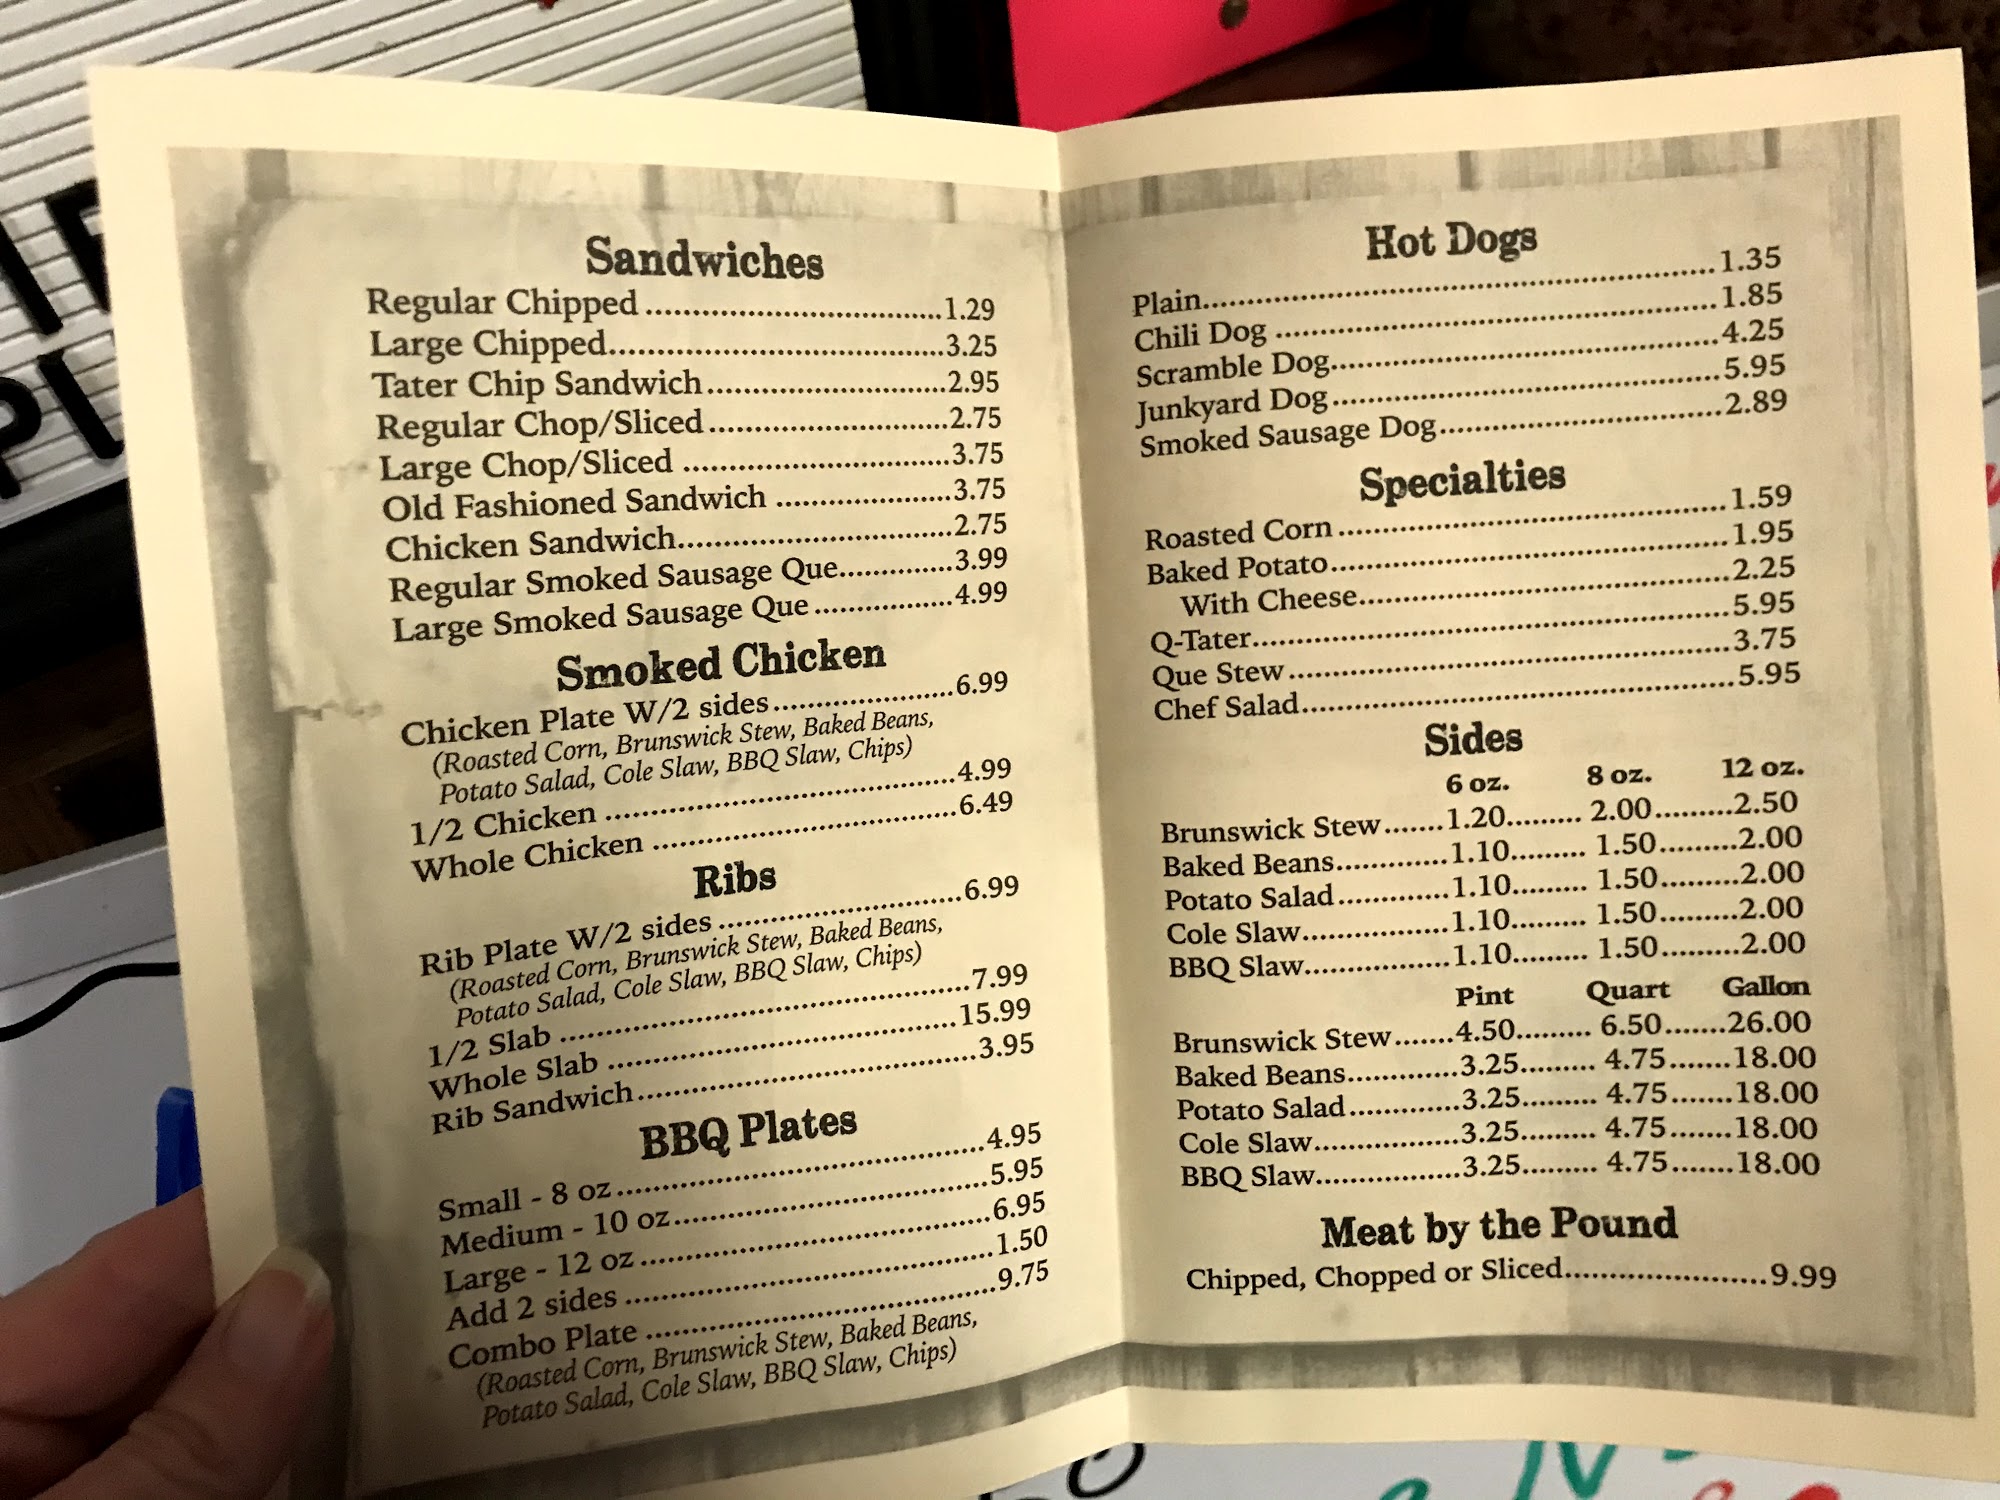 Sandwiches
Regular Chipped.............................1.29
Large Chipped.................................3.25
Tater Chip Sandwich........................2.95
Regular Chop/Sliced........................2.75
Large Chop/Sliced ...........................3.75
Old Fashioned Sandwich ..................3.75
Chicken Sandwich............................2.75
Regular Smoked Sausage Que.............3.99
Large Smoked Sausage Que ..............4.99
Smoked Chicken
Chicken Plate W/2 sides...................6.99
(Roasted Corn, Brunswick Stew, Baked Beans,
Potato Salad, Cole Slaw, BBQ Slaw, Chips)
1/2 Chicken ....................................4.99
Whole Chicken ...............................6.49
Ribs
Rib Plate W/2 sides.........................6.99
(Roasted Corn, Brunswick Stew, Baked Beans,
Potato Salad, Cole Slaw, BBQ Slaw, Chips)
1/2 Slab ..........................................7.99
Whole Slab ...................................15.99
Rib Sandwich...................................3.95
BBQ Plates
Small - 8 oz.....................................4.95
Medium - 10 oz................................5.95
Large - 12 oz...................................6.95
Add 2 sides .....................................1.50
Combo Plate ...................................9.75
(Roasted Corn, Brunswick Stew, Baked Beans,
Potato Salad, Cole Slaw, BBQ Slaw, Chips)
Hot Dogs
Plain.....................................................1.35
Chili Dog .............................................1.85
Scramble Dog.......................................4.25
Junkyard Dog.......................................5.95
Smoked Sausage Dog............................2.89
Specialties
Roasted Corn.......................................1.59
Baked Potato........................................1.95
With Cheese.....................................2.25
Q-Tater................................................5.95
Que Stew.............................................3.75
Chef Salad............................................5.95
Sides
6 oz. 8 oz. 12 oz.
Brunswick Stew.......1.20......... 2.00.........2.50
Baked Beans.............1.10......... 1.50.........2.00
Potato Salad.............1.10......... 1.50.........2.00
Cole Slaw.................1.10......... 1.50.........2.00
BBQ Slaw.................1.10......... 1.50.........2.00
Pint Quart Gallon
Brunswick Stew.......4.50......... 6.50.......26.00
Baked Beans.............3.25......... 4.75.......18.00
Potato Salad.............3.25......... 4.75.......18.00
Cole Slaw.................3.25......... 4.75.......18.00
BBQ Slaw.................3.25......... 4.75.......18.00
Meat by the Pound
Chipped, Chopped or Sliced.......................9.99